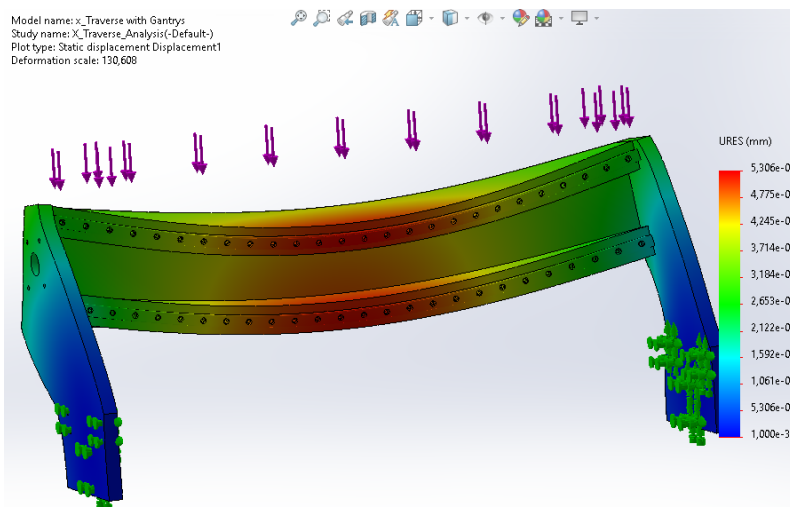 Model name: x_Traverse with Gantrys
Study name: X_Traverse_Analysis(-Default-)
Plot type: Static displacement Displacement1
Deformation scale: 130,608
URES (mm)
5,306e-0
4,775e-0
4,245e-0
3,714e-0
3,184e-0
2,653e-0
2,122e-0
1,592e-0
1,061e-0
5,306e-0
1,000e-3